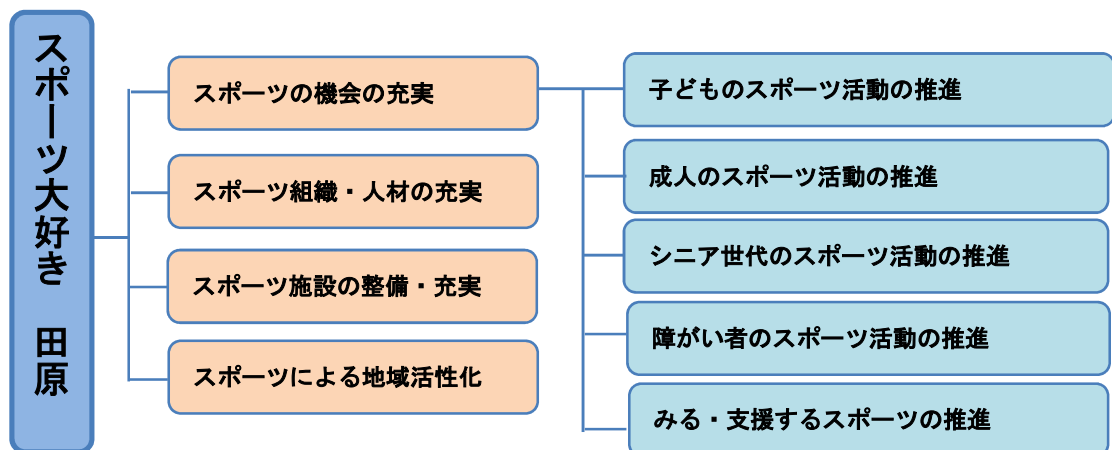 スポーツ大好き　田原
スポーツの機会の充実
スポーツ組織・人材の充実
スポーツ施設の整備・充実
スポーツによる地域活性化
子どものスポーツ活動の推進
成人のスポーツ活動の推進
シニア世代のスポーツ活動の推進
障がい者のスポーツ活動の推進
みる・支援するスポーツの推進